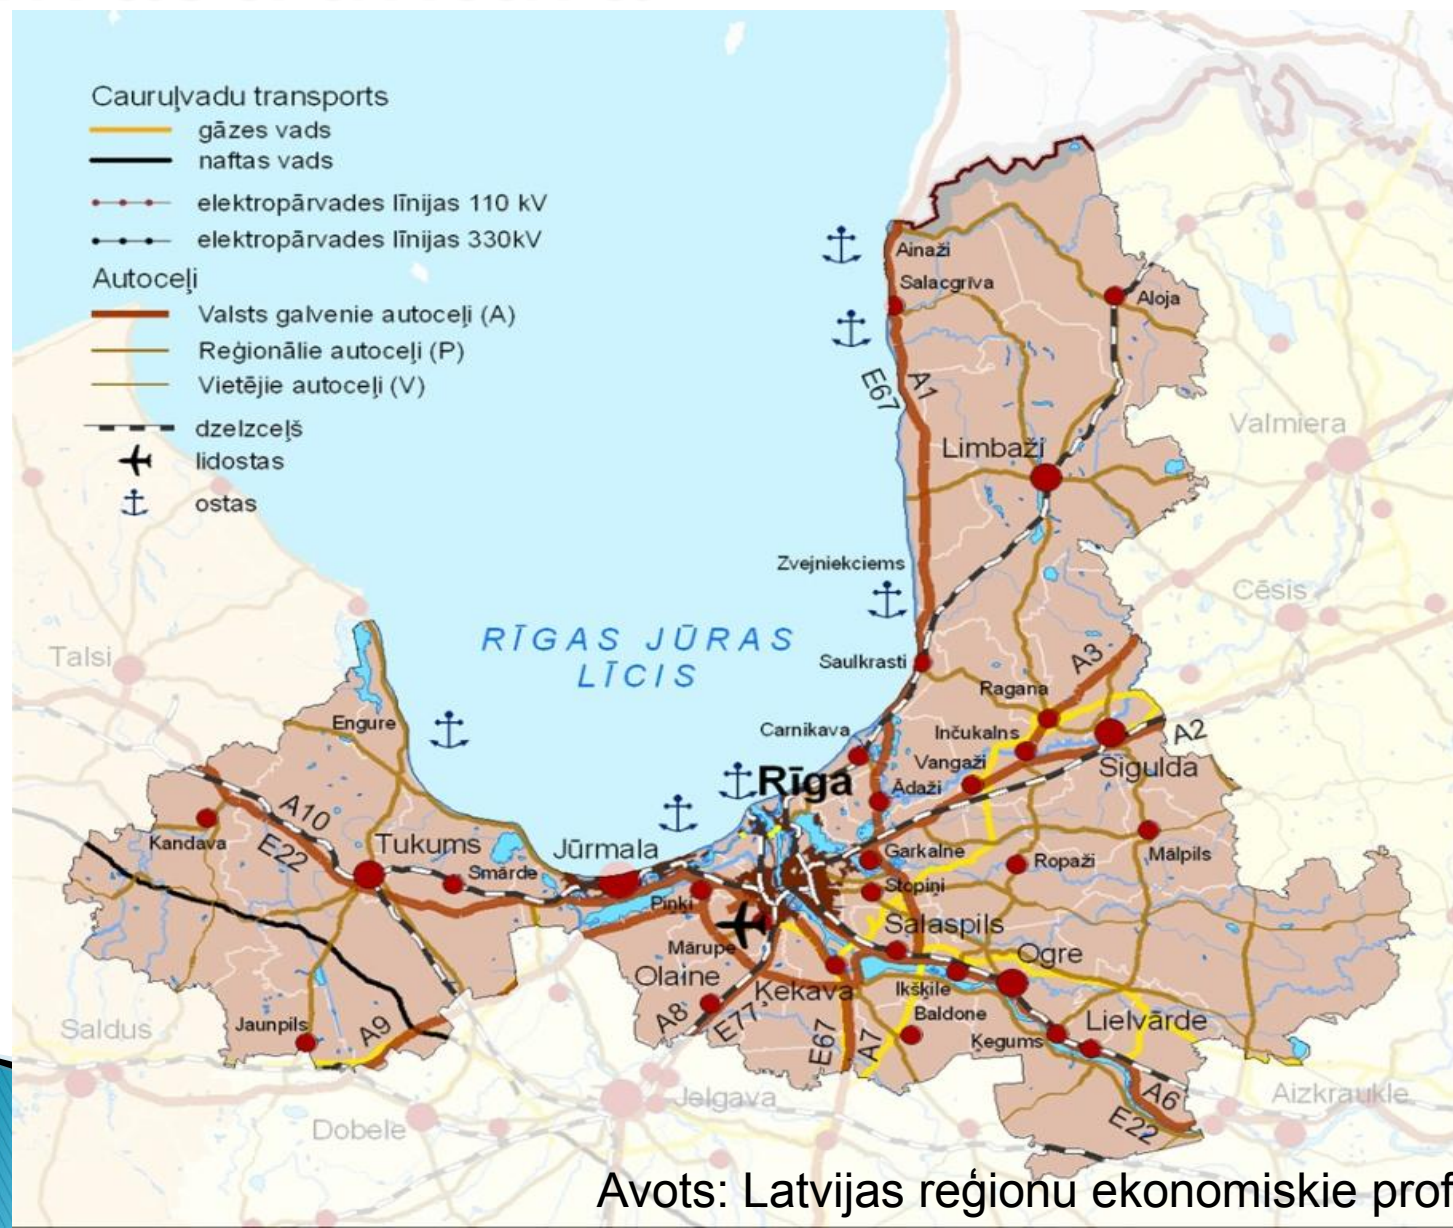 Cauruļvadu transports
gāzes vads
naftas vads
elektropārvades līnijas 110 kV
elektropārvades līnijas 330kV
Autoceļi
Valsts galvenie autoceļi (A)
Reģionālie autoceļi (P)
Vietējie autoceļi (V)
dzelzceļš
lidostas
ostas
Ainaži
Salacgrīva
Aloja
E67
A1
Valmiera
Limbaži
Zvejniekciems
Cēsis
RĪGAS JŪRAS
LĪCIS
Talsi
Saulkrasti
A3
Ragana
Engure
Carnikava
Inčukalns
A2
Vangaži
Sigulda
Rīga
Ādaži
A10
Kandava
E22
Tukums
Smārde
Jūrmala
Garkalne
Ropaži
Mālpils
Stopiņi
Piņķi
Salaspils
Mārupe
Ogre
Olaine
Ķekava
Ikšķile
Saldus
Jaunpils
A9
A8
E77
E67
A7
Baldone
Ķegums
Lielvārde
Jelgava
A6
E22
Aizkraukle
Dobele
Avots: Latvijas reģionu ekonomiskie prof